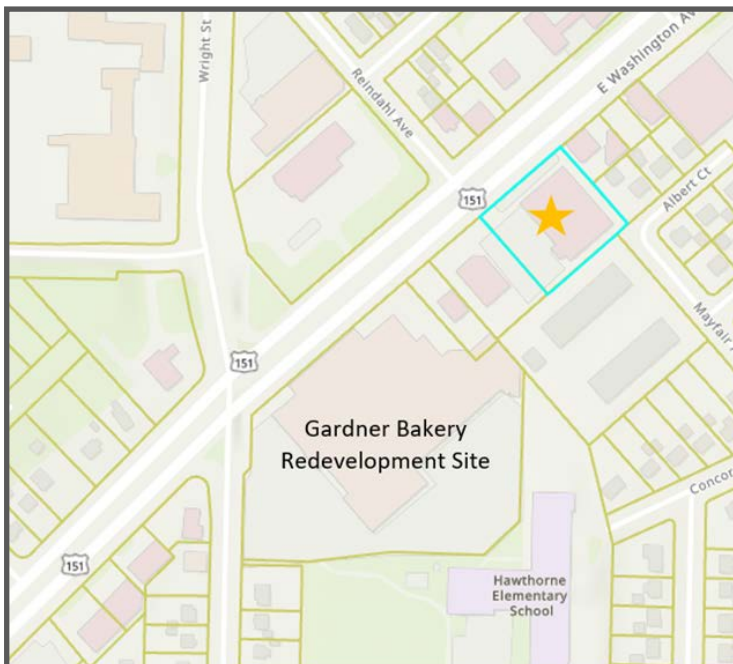 Wright St
Reindahl Ave
E Washington Av
151
Albert Ct
Mayfair
151
Gardner Bakery
Redevelopment Site
Concor
151
Hawthorne
Elementary
School